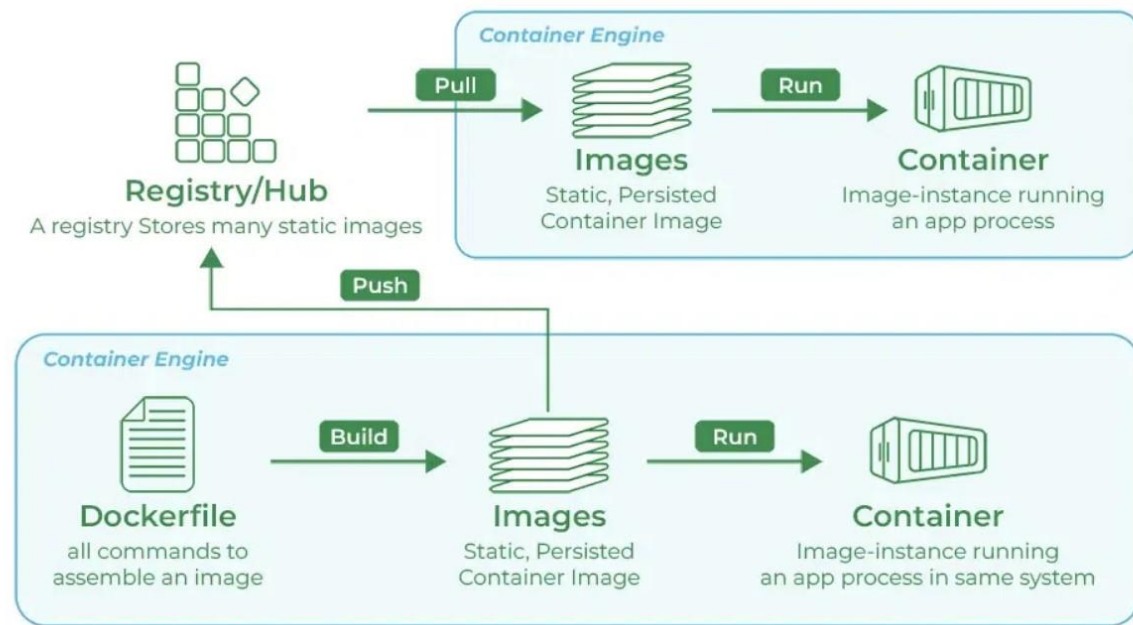 Container Engine
Pull
Run
Images
Static, Persisted
Container Image
Container
Image-instance running
an app process
Registry/Hub
A registry Stores many static images
Push
Container Engine
Build
Run
Dockerfile
all commands to
assemble an image
Images
Static, Persisted
Container Image
Container
Image-instance running
an app process in same system